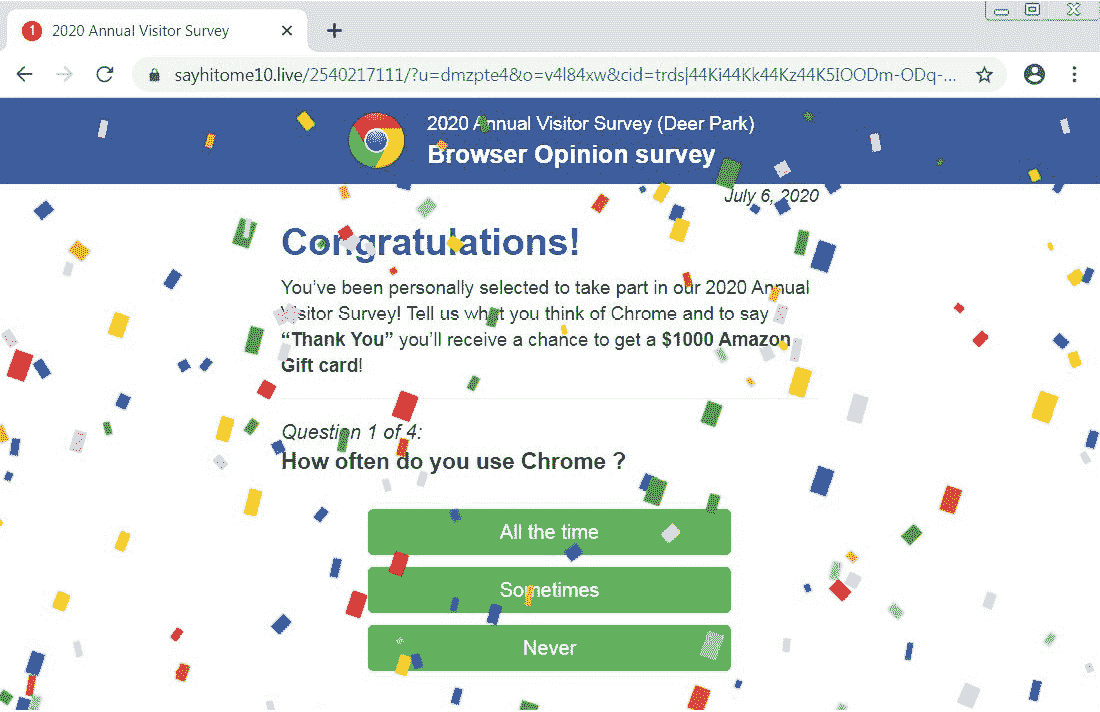 1 2020 Annual Visitor Survey
sayhitome10.live/2540217111/?u=dmzpte4&o=v4l84xw&cid=trds|44Ki44Kk44Kz44K5IOODm-ODq-...
2020 Annual Visitor Survey (Deer Park)
Browser Opinion survey
July 6, 2020
Congratulations!
You’ve been personally selected to take part in our 2020 Annual
Visitor Survey! Tell us what you think of Chrome and to say
“Thank You” you’ll receive a chance to get a $1000 Amazon
Gift card!
Question 1 of 4:
How often do you use Chrome ?
All the time
Sometimes
Never